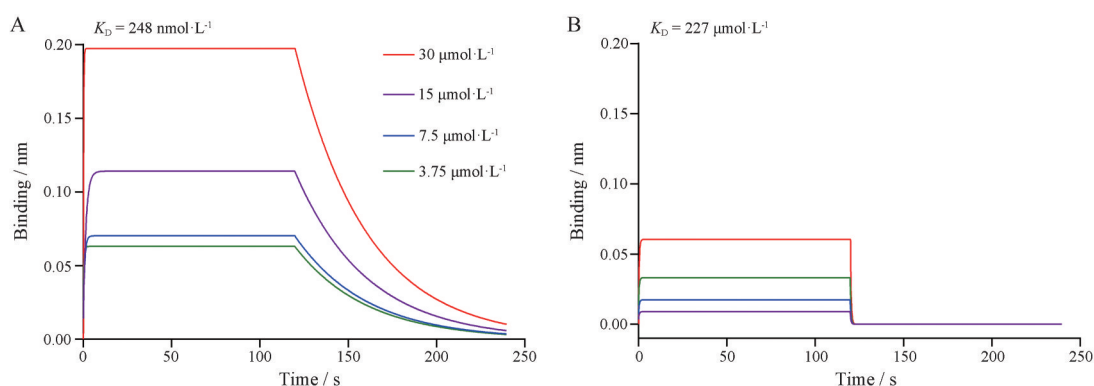 A
K_D = 248 nmol·L⁻¹
0.20
0.15
0.10
0.05
0.00
Binding / nm
0
50
100
150
200
250
Time / s
30 μmol·L⁻¹
15 μmol·L⁻¹
7.5 μmol·L⁻¹
3.75 μmol·L⁻¹
B
K_D = 227 μmol·L⁻¹
0.20
0.15
0.10
0.05
0.00
Binding / nm
0
50
100
150
200
250
Time / s